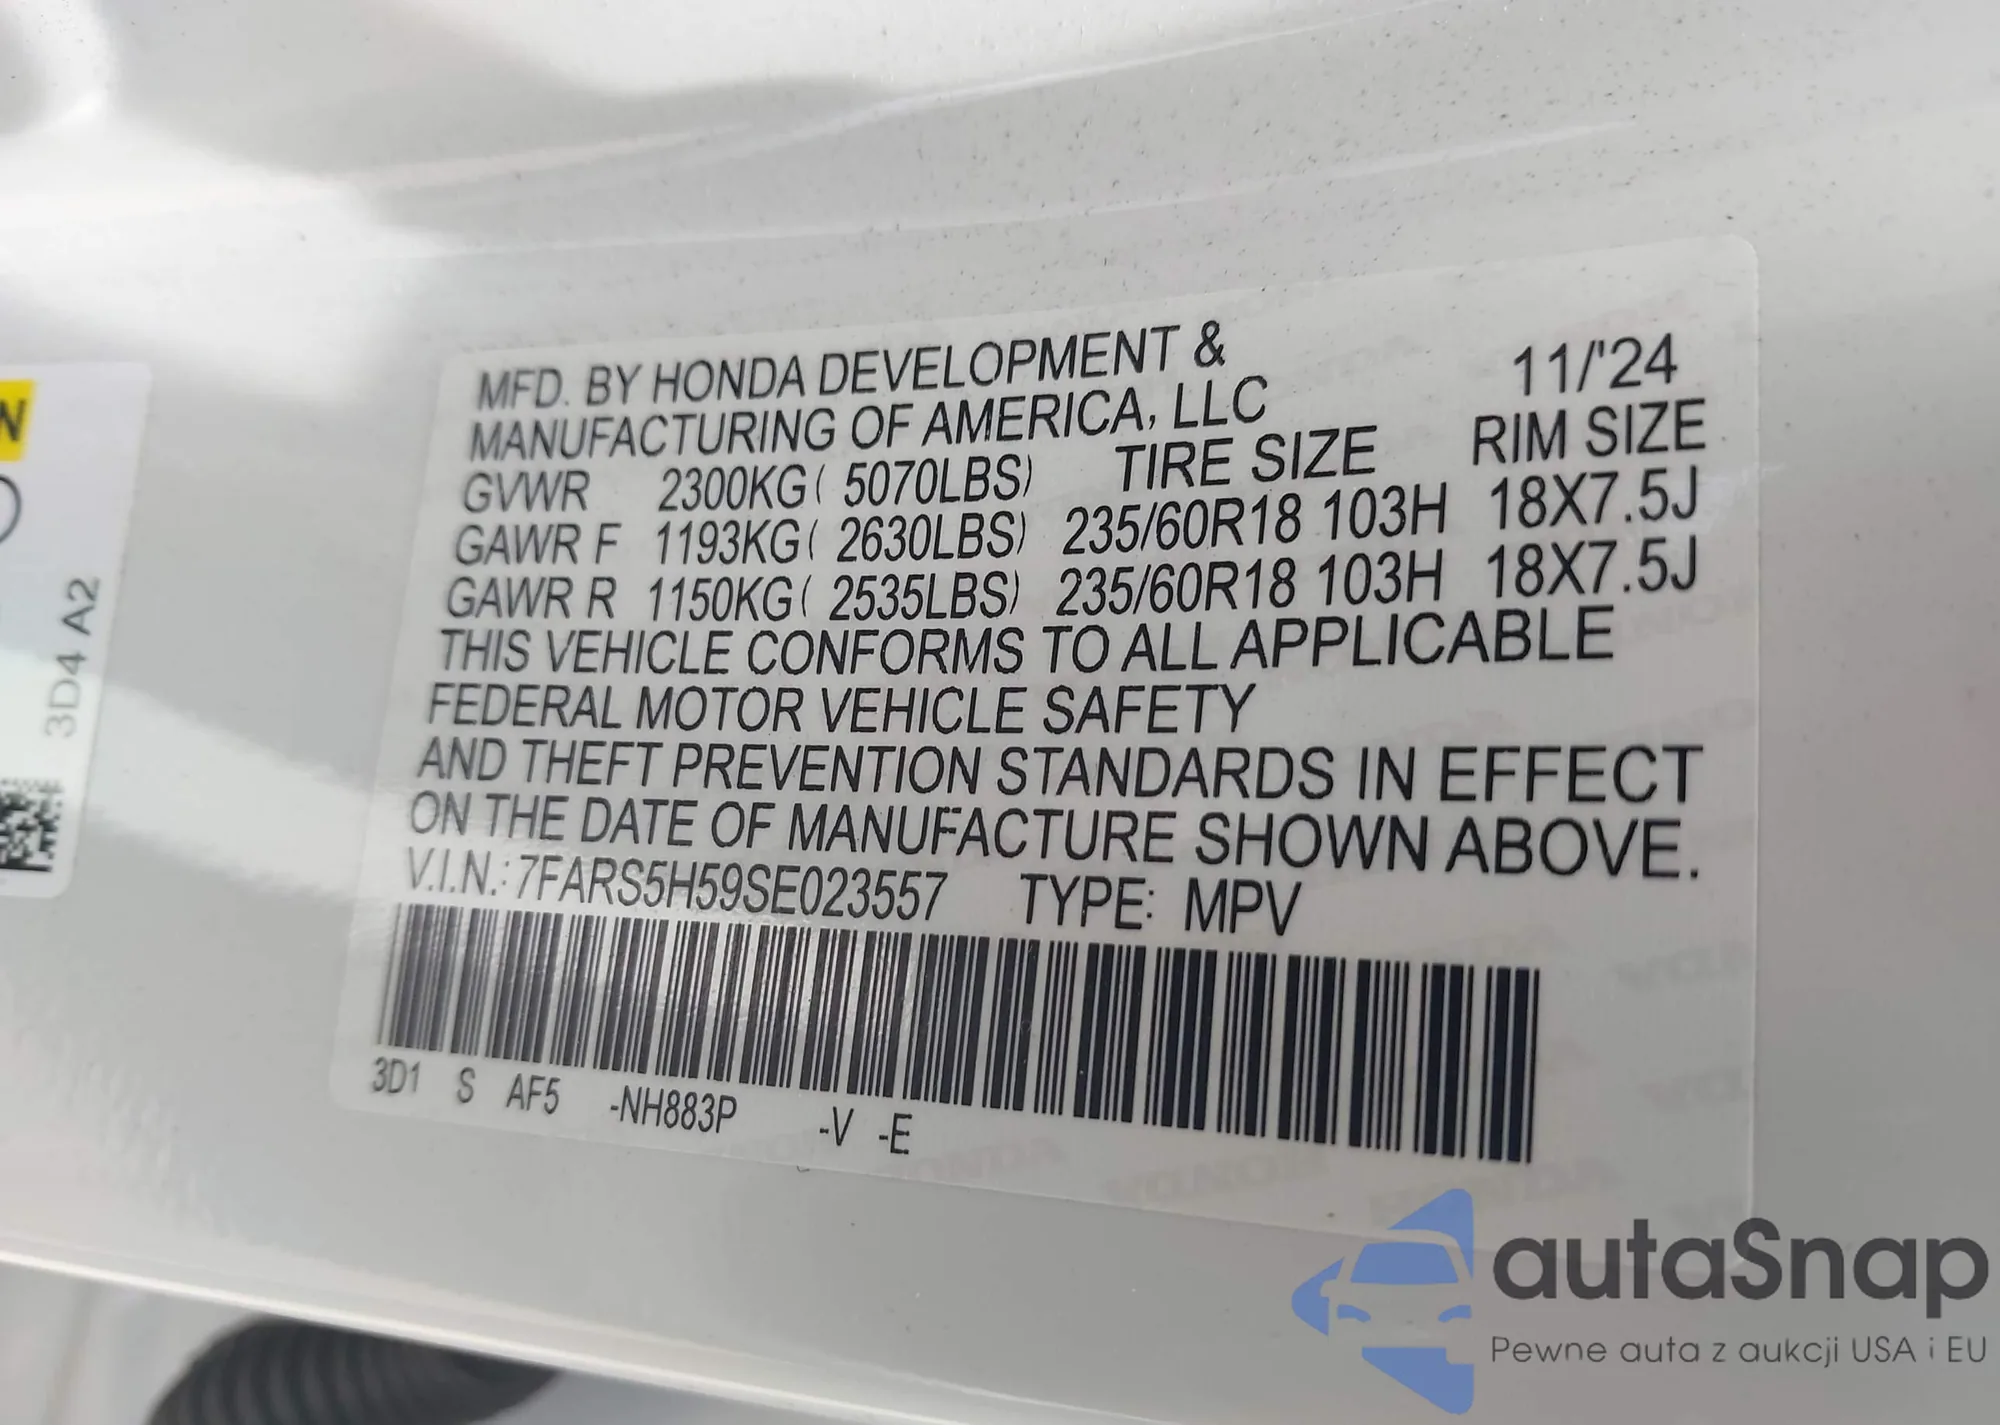 N
3D4 A2
MFD. BY HONDA DEVELOPMENT & 11/'24
MANUFACTURING OF AMERICA, LLC
TIRE SIZE RIM SIZE
GVWR 2300KG( 5070LBS)
GAWR F 1193KG( 2630LBS) 235/60R18 103H 18X7.5J
GAWR R 1150KG( 2535LBS) 235/60R18 103H 18X7.5J
THIS VEHICLE CONFORMS TO ALL APPLICABLE
FEDERAL MOTOR VEHICLE SAFETY
AND THEFT PREVENTION STANDARDS IN EFFECT
ON THE DATE OF MANUFACTURE SHOWN ABOVE.
V.I.N.: 7FARS5H59SE023557 TYPE: MPV
3D1 S AF5 -NH883P -V -E
autaSnap
Pewne auta z aukcji USA i EU